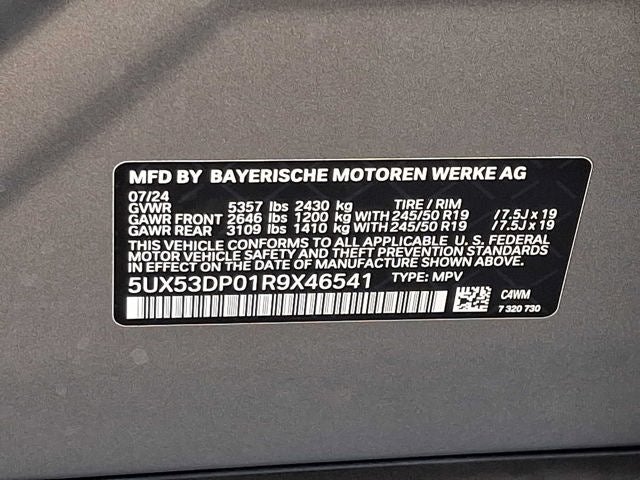 MFD BY BAYERISCHE MOTOREN WERKE AG
07/24
GVWR 5357 lbs 2430 kg TIRE / RIM
GAWR FRONT 2646 lbs 1200 kg WITH 245/50 R19 / 7.5J x 19
GAWR REAR 3109 lbs 1410 kg WITH 245/50 R19 / 7.5J x 19
THIS VEHICLE CONFORMS TO ALL APPLICABLE U. S. FEDERAL
MOTOR VEHICLE SAFETY AND THEFT PREVENTION STANDARDS IN
EFFECT ON THE DATE OF MANUFACTURE SHOWN ABOVE.
5UX53DP01R9X46541 TYPE: MPV
C4WM
7 320 730